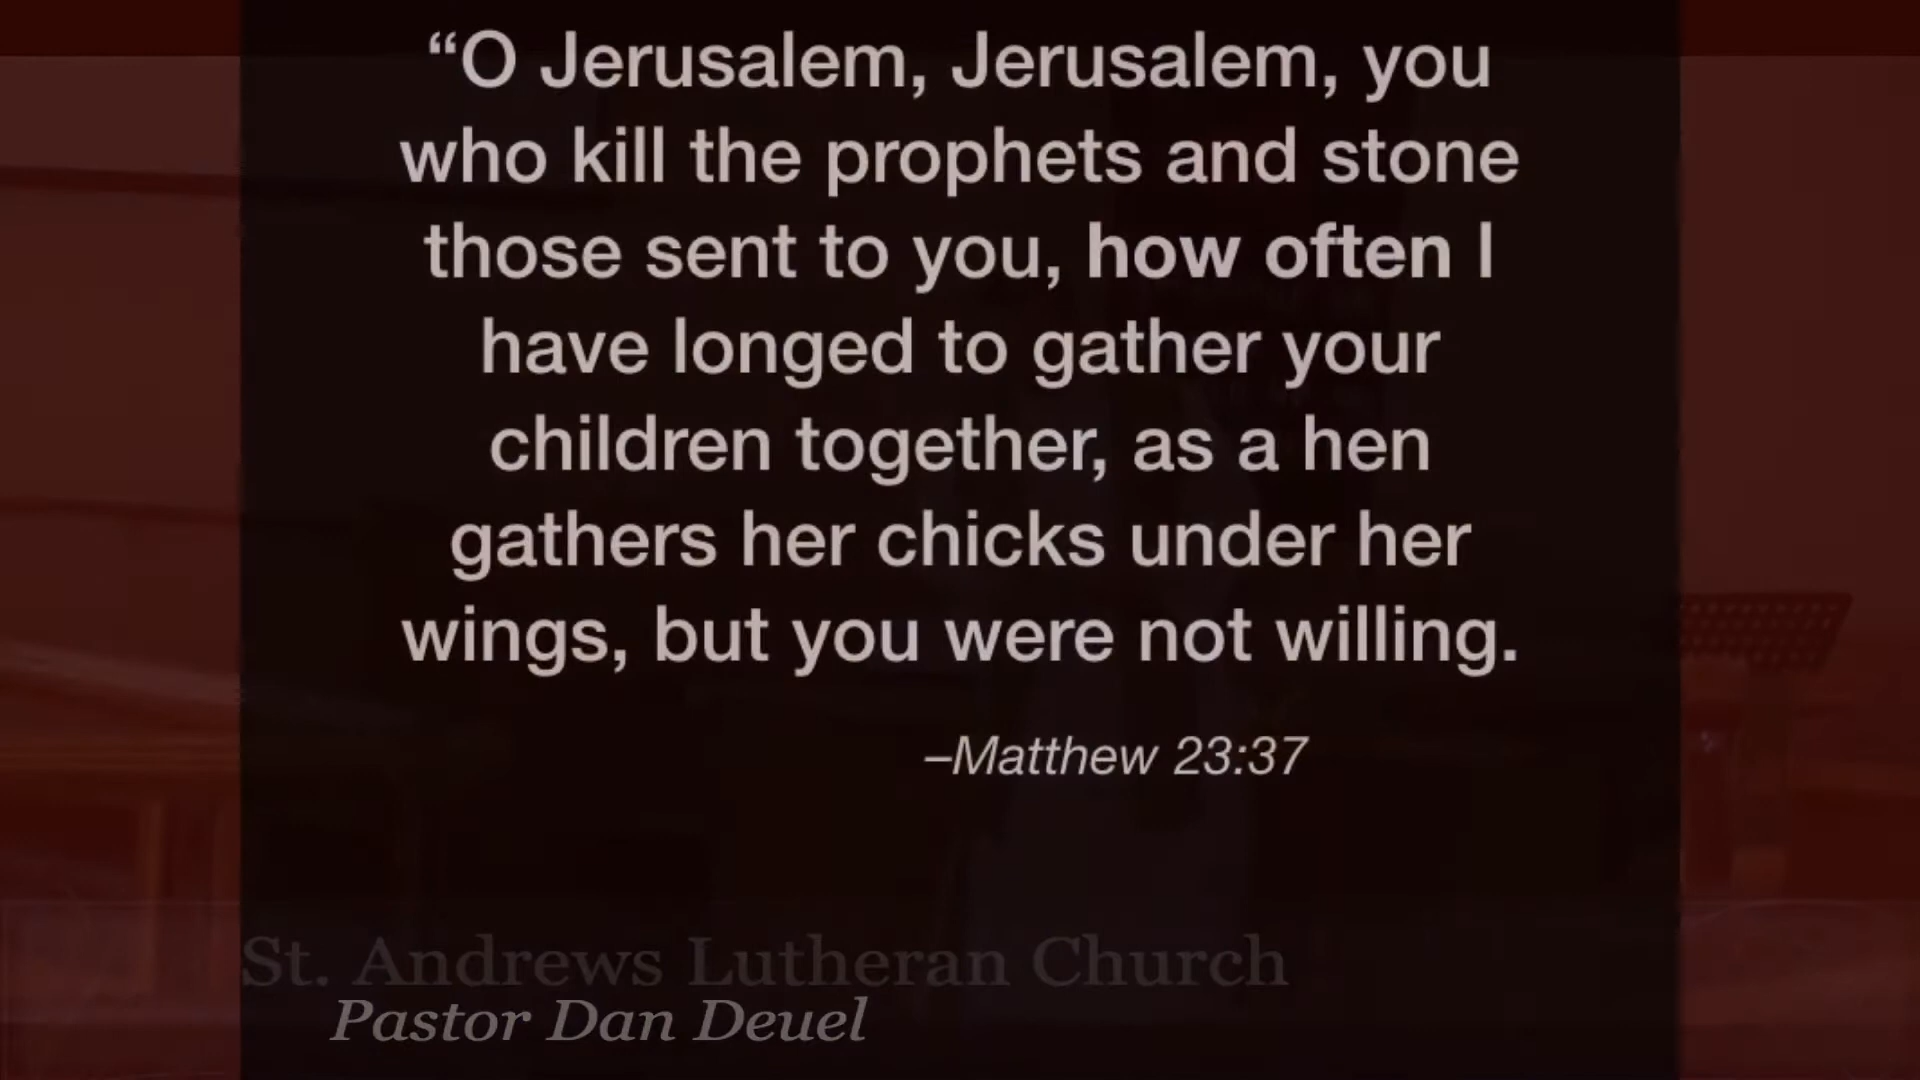 “O Jerusalem, Jerusalem, you
who kill the prophets and stone
those sent to you, how often I
have longed to gather your
children together, as a hen
gathers her chicks under her
wings, but you were not willing.
–Matthew 23:37
St. Andrews Lutheran Church
Pastor Dan Deuel